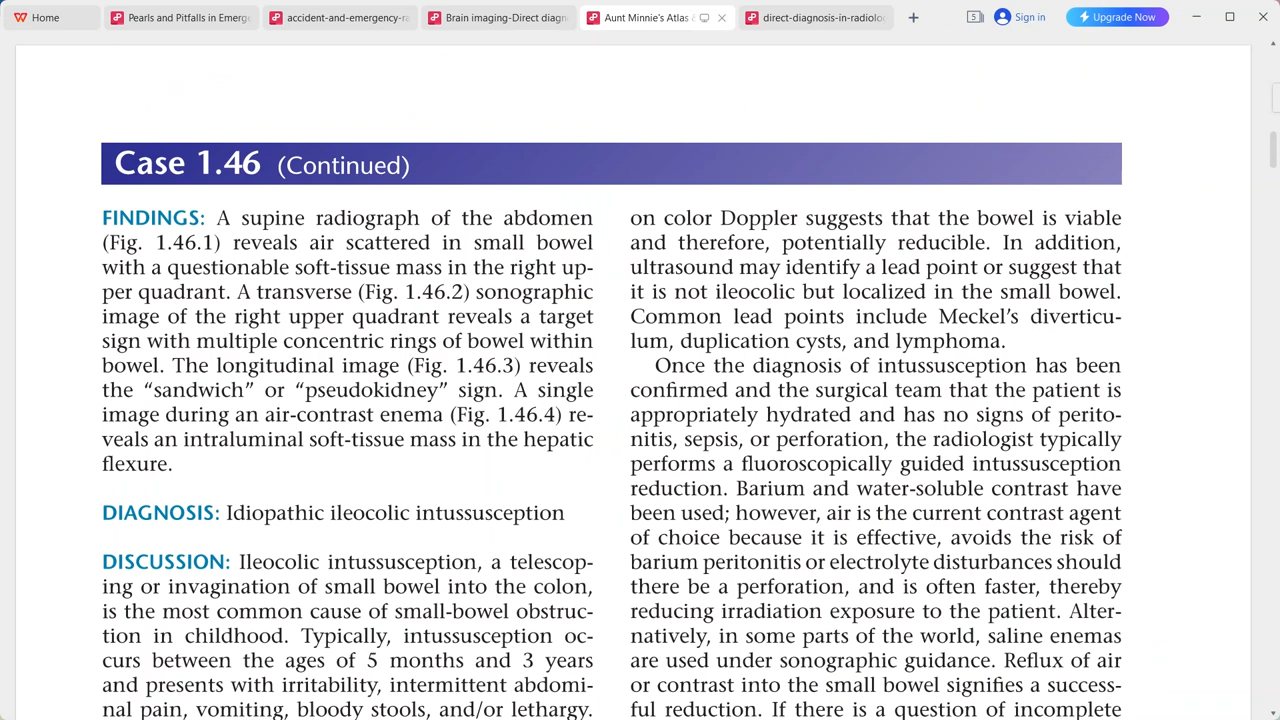 Home
Pearls and Pitfalls in Emerge
accident-and-emergency-ra
Brain imaging-Direct diagn
Aunt Minnie's Atlas &
direct-diagnosis-in-radiolo
5
Sign in
Upgrade Now
Case 1.46 (Continued)
FINDINGS: A supine radiograph of the abdomen
(Fig. 1.46.1) reveals air scattered in small bowel
with a questionable soft-tissue mass in the right up-
per quadrant. A transverse (Fig. 1.46.2) sonographic
image of the right upper quadrant reveals a target
sign with multiple concentric rings of bowel within
bowel. The longitudinal image (Fig. 1.46.3) reveals
the “sandwich” or “pseudokidney” sign. A single
image during an air-contrast enema (Fig. 1.46.4) re-
veals an intraluminal soft-tissue mass in the hepatic
flexure.
DIAGNOSIS: Idiopathic ileocolic intussusception
DISCUSSION: Ileocolic intussusception, a telescop-
ing or invagination of small bowel into the colon,
is the most common cause of small-bowel obstruc-
tion in childhood. Typically, intussusception oc-
curs between the ages of 5 months and 3 years
and presents with irritability, intermittent abdomi-
nal pain, vomiting, bloody stools, and/or lethargy.
on color Doppler suggests that the bowel is viable
and therefore, potentially reducible. In addition,
ultrasound may identify a lead point or suggest that
it is not ileocolic but localized in the small bowel.
Common lead points include Meckel’s diverticu-
lum, duplication cysts, and lymphoma.
Once the diagnosis of intussusception has been
confirmed and the surgical team that the patient is
appropriately hydrated and has no signs of perito-
nitis, sepsis, or perforation, the radiologist typically
performs a fluoroscopically guided intussusception
reduction. Barium and water-soluble contrast have
been used; however, air is the current contrast agent
of choice because it is effective, avoids the risk of
barium peritonitis or electrolyte disturbances should
there be a perforation, and is often faster, thereby
reducing irradiation exposure to the patient. Alter-
natively, in some parts of the world, saline enemas
are used under sonographic guidance. Reflux of air
or contrast into the small bowel signifies a success-
ful reduction. If there is a question of incomplete